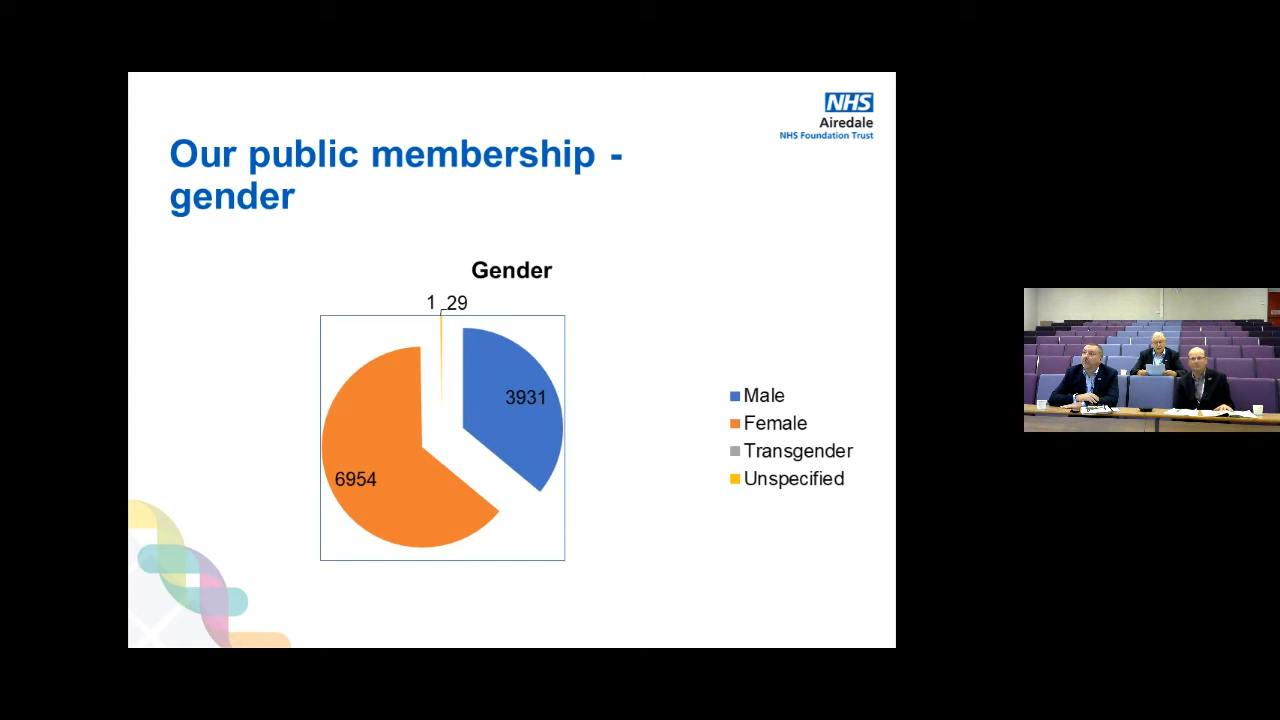 NHS
Airedale
NHS Foundation Trust
Our public membership -
gender
Gender
1 29
3931
6954
Male
Female
Transgender
Unspecified